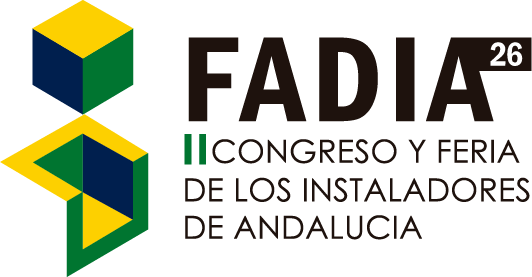 FADIA 26
II CONGRESO Y FERIA
DE LOS INSTALADORES
DE ANDALUCIA